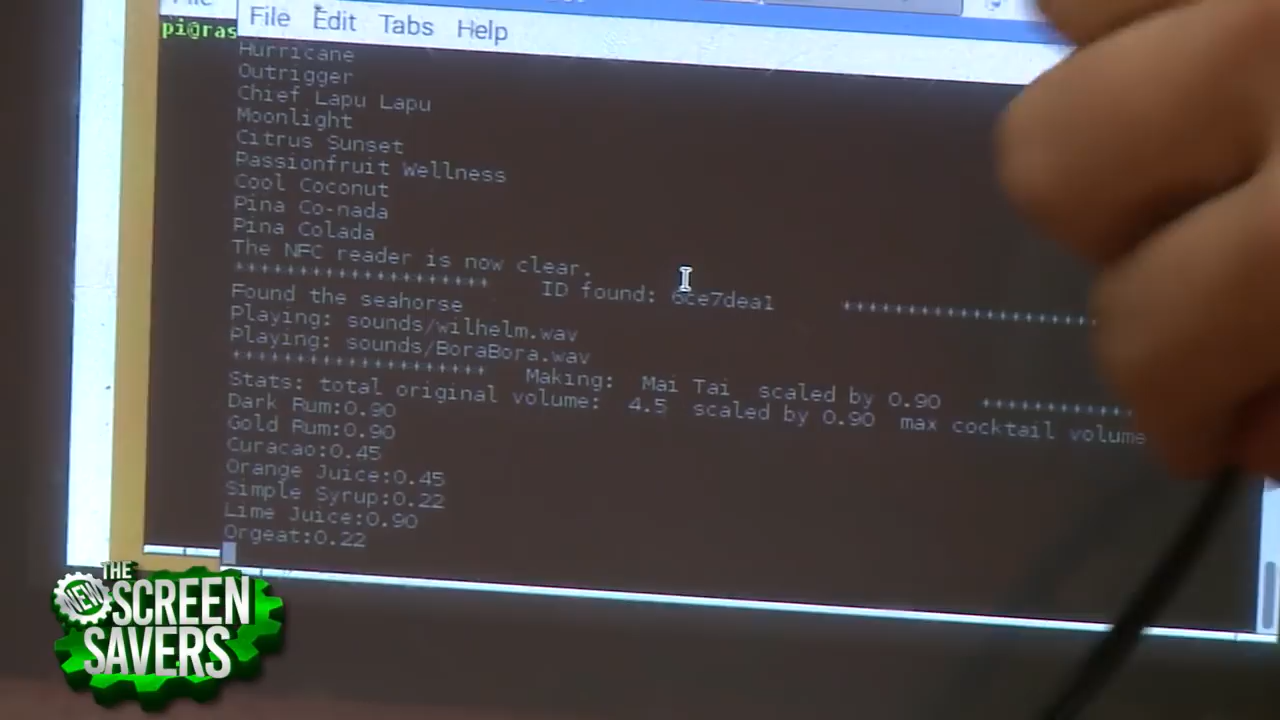 File Edit Tabs Help
pi@ras
Hurricane
Outrigger
Chief Lapu Lapu
Moonlight
Citrus Sunset
Passionfruit Wellness
Cool Coconut
Pina Co-nada
Pina Colada
The NFC reader is now clear.
******************** ID found: 6ce7dea1 ********************
Found the seahorse
Playing: sounds/wilhelm.wav
Playing: sounds/BoraBora.wav
******************** Making: Mai Tai scaled by 0.90 ************
Stats: total original volume: 4.5 scaled by 0.90 max cocktail volume
Dark Rum:0.90
Gold Rum:0.90
Curacao:0.45
Orange Juice:0.45
Simple Syrup:0.22
Lime Juice:0.90
Orgeat:0.22
THE
NEW SCREEN
SAVERS